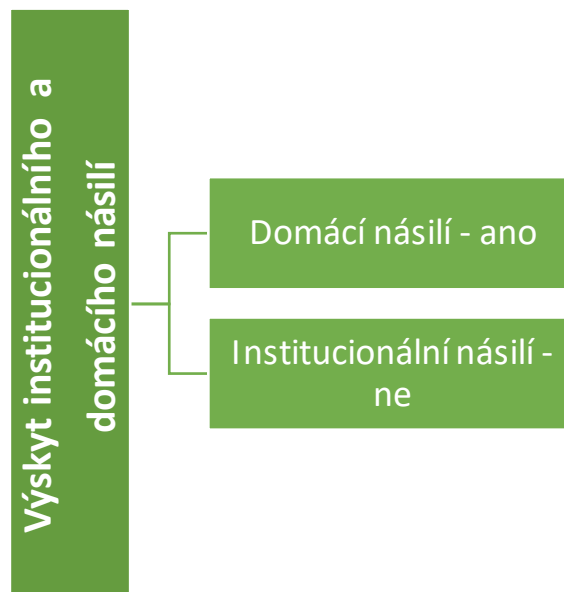 Výskyt institucionálního a
domácího násilí
Domácí násilí - ano
Institucionální násilí -
ne